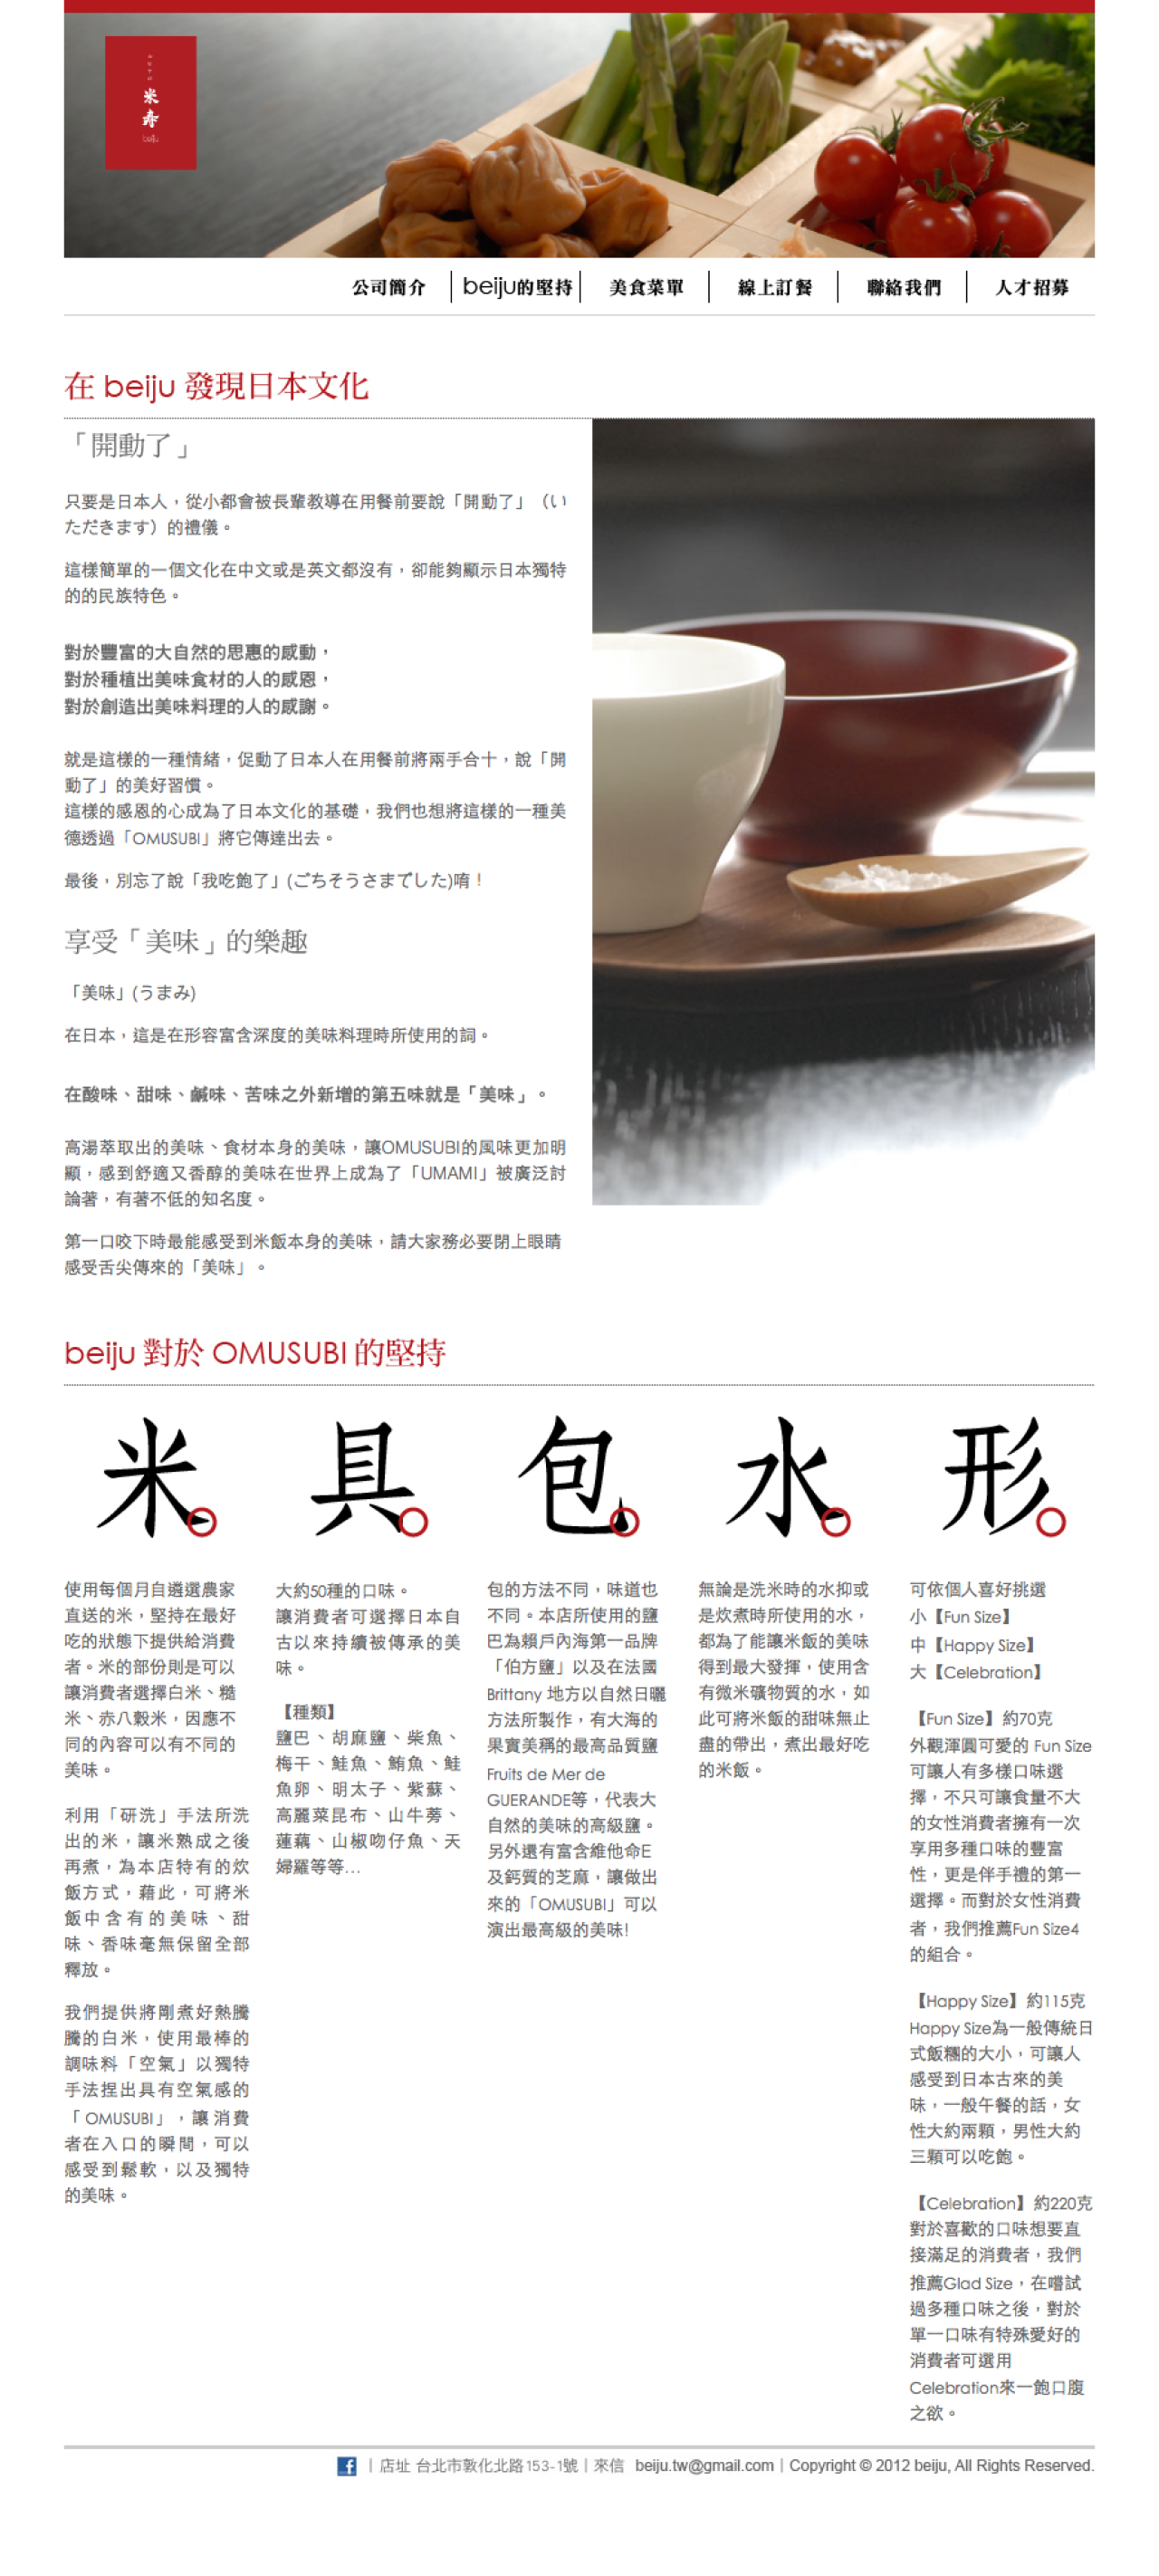 米壽
beiju
公司簡介
beiju的堅持
美食菜單
線上訂餐
聯絡我們
人才招募
在 beiju 發現日本文化
「開動了」
只要是日本人，從小都會被長輩教導在用餐前要說「開動了」（い
ただきます）的禮儀。
這樣簡單的一個文化在中文或是英文都沒有，卻能夠顯示日本獨特
的的民族特色。
對於豐富的大自然的恩惠的感動，
對於種植出美味食材的人的感恩，
對於創造出美味料理的人的感謝。
就是這樣的一種情緒，促動了日本人在用餐前將兩手合十，說「開
動了」的美好習慣。
這樣的感恩的心成為了日本文化的基礎，我們也想將這樣的一種美
德透過「OMUSUBI」將它傳達出去。
最後，別忘了說「我吃飽了」(ごちそうさまでした)唷！
享受「美味」的樂趣
「美味」(うまみ)
在日本，這是在形容富含深度的美味料理時所使用的詞。
在酸味、甜味、鹹味、苦味之外新增的第五味就是「美味」。
高湯萃取出的美味、食材本身的美味，讓OMUSUBI的風味更加明
顯，感到舒適又香醇的美味在世界上成為了「UMAMI」被廣泛討
論著，有著不低的知名度。
第一口咬下時最能感受到米飯本身的美味，請大家務必要閉上眼睛
感受舌尖傳來的「美味」。
beiju 對於 OMUSUBI 的堅持
米
使用每個月自遴選農家
直送的米，堅持在最好
吃的狀態下提供給消費
者。米的部份則是可以
讓消費者選擇白米、糙
米、赤八穀米，因應不
同的內容可以有不同的
美味。
利用「研洗」手法所洗
出的米，讓米熟成之後
再煮，為本店特有的炊
飯方式，藉此，可將米
飯中含有的美味、甜
味、香味毫無保留全部
釋放。
我們提供將剛煮好熱騰
騰的白米，使用最棒的
調味料「空氣」以獨特
手法捏出具有空氣感的
「OMUSUBI」，讓消費
者在入口的瞬間，可以
感受到鬆軟，以及獨特
的美味。
具
大約50種的口味。
讓消費者可選擇日本自
古以來持續被傳承的美
味。
【種類】
鹽巴、胡麻鹽、柴魚、
梅干、鮭魚、鮪魚、鮭
魚卵、明太子、紫蘇、
高麗菜昆布、山牛蒡、
蓮藕、山椒吻仔魚、天
婦羅等等...
包
包的方法不同，味道也
不同。本店所使用的鹽
巴為賴戶內海第一品牌
「伯方鹽」以及在法國
Brittany 地方以自然日曬
方法所製作，有大海的
果實美稱的最高品質鹽
Fruits de Mer de
GUERANDE等，代表大
自然的美味的高級鹽。
另外還有富含維他命E
及鈣質的芝麻，讓做出
來的「OMUSUBI」可以
演出最高級的美味!
水
無論是洗米時的水抑或
是炊煮時所使用的水，
都為了能讓米飯的美味
得到最大發揮，使用含
有微米礦物質的水，如
此可將米飯的甜味無止
盡的帶出，煮出最好吃
的米飯。
形
可依個人喜好挑選
小【Fun Size】
中【Happy Size】
大【Celebration】
【Fun Size】約70克
外觀渾圓可愛的 Fun Size
可讓人有多樣口味選
擇，不只可讓食量不大
的女性消費者擁有一次
享用多種口味的豐富
性，更是伴手禮的第一
選擇。而對於女性消費
者，我們推薦Fun Size4
的組合。
【Happy Size】約115克
Happy Size為一般傳統日
式飯糰的大小，可讓人
感受到日本古來的美
味，一般午餐的話，女
性大約兩顆，男性大約
三顆可以吃飽。
【Celebration】約220克
對於喜歡的口味想要直
接滿足的消費者，我們
推薦Glad Size，在嚐試
過多種口味之後，對於
單一口味有特殊愛好的
消費者可選用
Celebration來一飽口腹
之欲。
｜店址 台北市敦化北路153-1號｜來信 beiju.tw@gmail.com｜Copyright © 2012 beiju, All Rights Reserved.